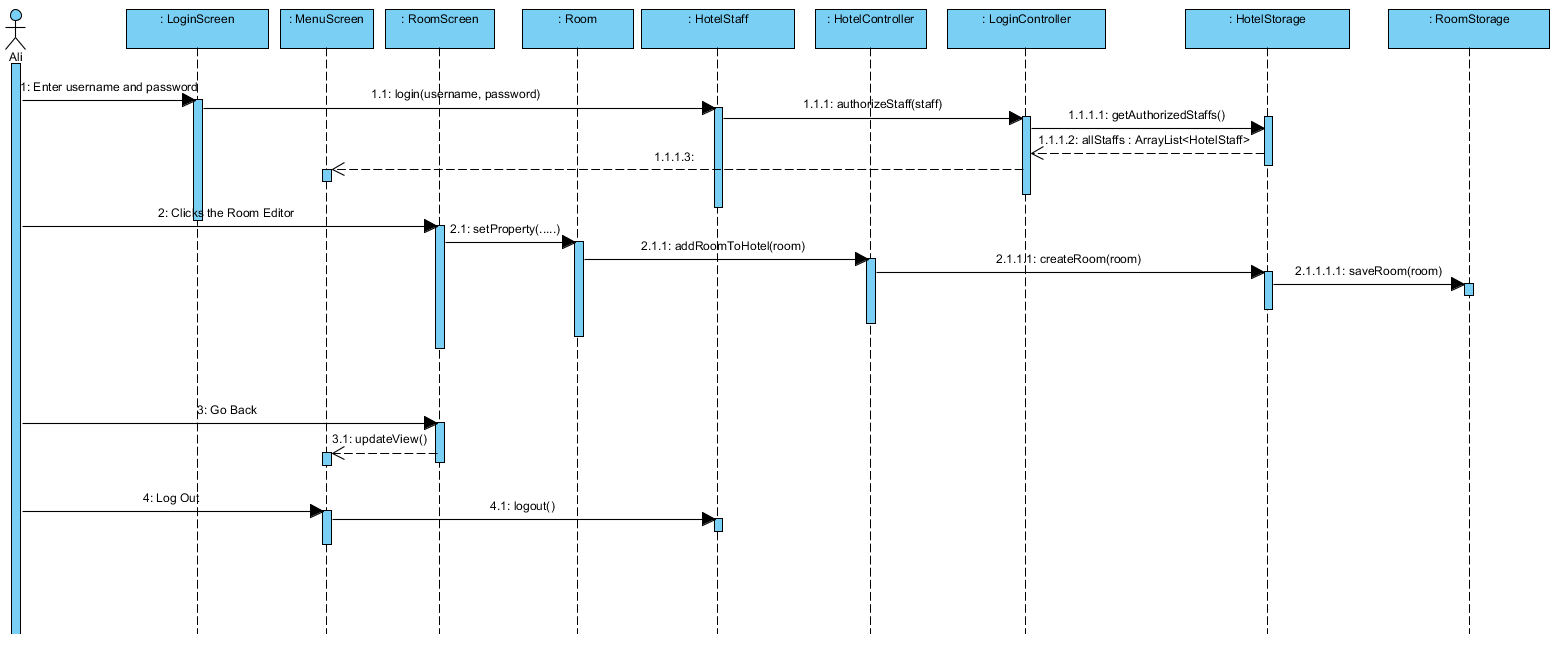 : LoginScreen
: MenuScreen
: RoomScreen
: Room
: HotelStaff
: HotelController
: LoginController
: HotelStorage
: RoomStorage
Ali
1: Enter username and password
1.1: login(username, password)
1.1.1: authorizeStaff(staff)
1.1.1.1: getAuthorizedStaffs()
1.1.1.2: allStaffs : ArrayList<HotelStaff>
1.1.1.3:
2: Clicks the Room Editor
2.1: setProperty(.....)
2.1.1: addRoomToHotel(room)
2.1.1.1: createRoom(room)
2.1.1.1.1: saveRoom(room)
3: Go Back
3.1: updateView()
4: Log Out
4.1: logout()